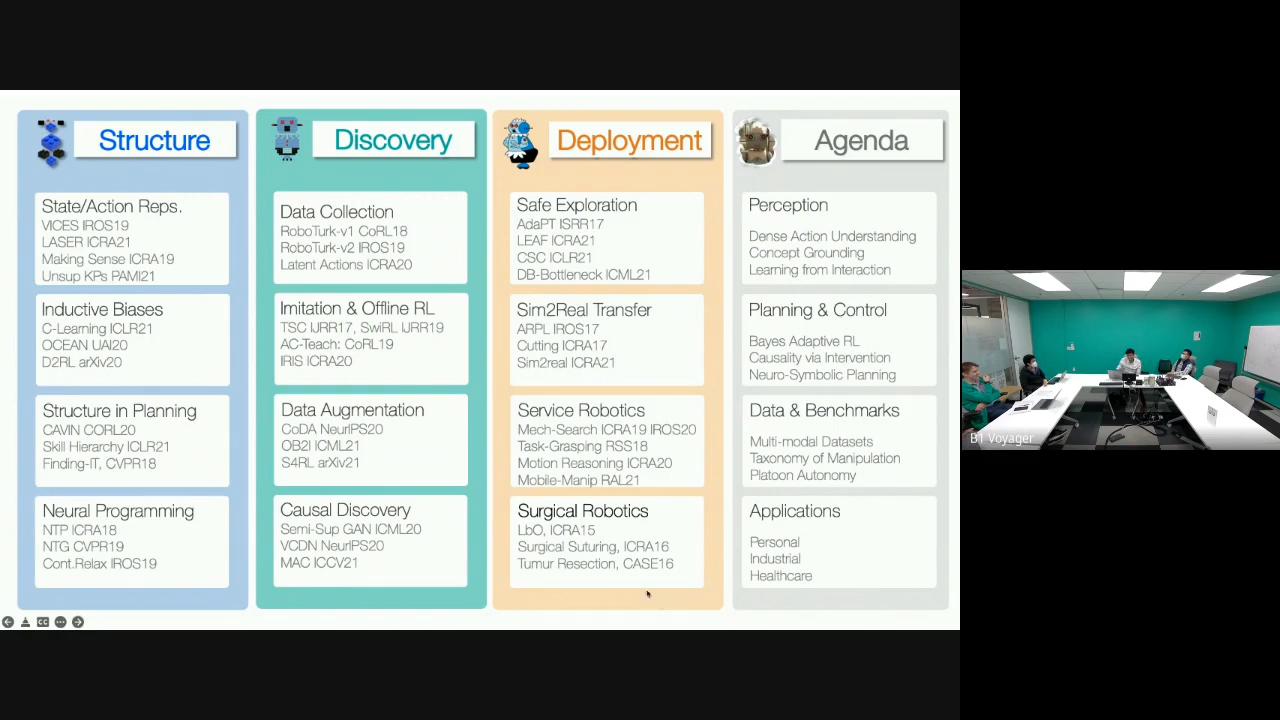 Structure
State/Action Reps.
VICES IROS19
LASER ICRA21
Making Sense ICRA19
Unsup KPs PAMI21
Inductive Biases
C-Learning ICLR21
OCEAN UAI20
D2RL arXiv20
Structure in Planning
CAVIN CORL20
Skill Hierarchy ICLR21
Finding-IT, CVPR18
Neural Programming
NTP ICRA18
NTG CVPR19
Cont.Relax IROS19
Discovery
Data Collection
RoboTurk-v1 CoRL18
RoboTurk-v2 IROS19
Latent Actions ICRA20
Imitation & Offline RL
TSC IJRR17, SwiRL IJRR19
AC-Teach: CoRL19
IRIS ICRA20
Data Augmentation
CoDA NeurIPS20
OB2I ICML21
S4RL arXiv21
Causal Discovery
Semi-Sup GAN ICML20
VCDN NeurIPS20
MAC ICCV21
Deployment
Safe Exploration
AdaPT ISRR17
LEAF ICRA21
CSC ICLR21
DB-Bottleneck ICML21
Sim2Real Transfer
ARPL IROS17
Cutting ICRA17
Sim2real ICRA21
Service Robotics
Mech-Search ICRA19 IROS20
Task-Grasping RSS18
Motion Reasoning ICRA20
Mobile-Manip RAL21
Surgical Robotics
LbO, ICRA15
Surgical Suturing, ICRA16
Tumur Resection, CASE16
Agenda
Perception
Dense Action Understanding
Concept Grounding
Learning from Interaction
Planning & Control
Bayes Adaptive RL
Causality via Intervention
Neuro-Symbolic Planning
Data & Benchmarks
Multi-modal Datasets
Taxonomy of Manipulation
Platoon Autonomy
Applications
Personal
Industrial
Healthcare
CC
B1 Voyager